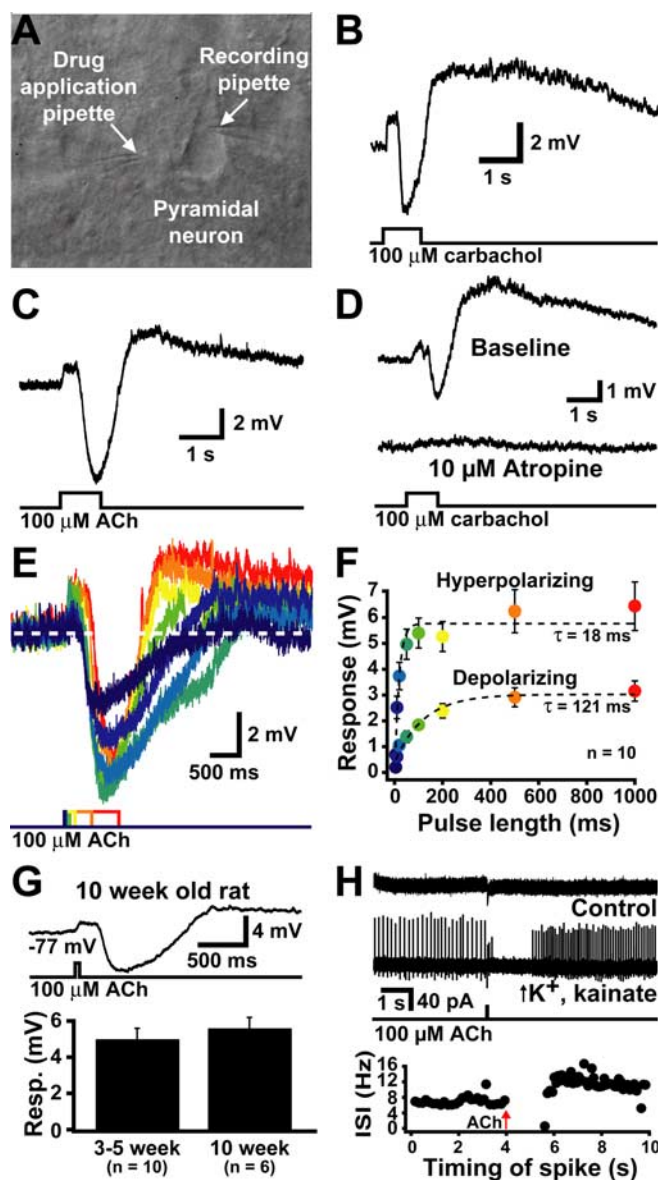 A
Drug
application
pipette
Recording
pipette
Pyramidal
neuron
B
2 mV
1 s
100 µM carbachol
C
2 mV
1 s
100 µM ACh
D
Baseline
1 mV
1 s
10 µM Atropine
100 µM carbachol
E
2 mV
500 ms
100 µM ACh
F
Hyperpolarizing
τ = 18 ms
Depolarizing
τ = 121 ms
n = 10
Response (mV)
7
6
5
4
3
2
1
0
0 200 400 600 800 1000
Pulse length (ms)
G
10 week old rat
-77 mV
4 mV
500 ms
100 µM ACh
Resp. (mV)
6
4
2
0
3-5 week
(n = 10)
10 week
(n = 6)
H
Control
↑K⁺, kainate
1 s
40 pA
100 µM ACh
ISI (Hz)
16
12
8
4
0
ACh
0 2 4 6 8 10
Timing of spike (s)